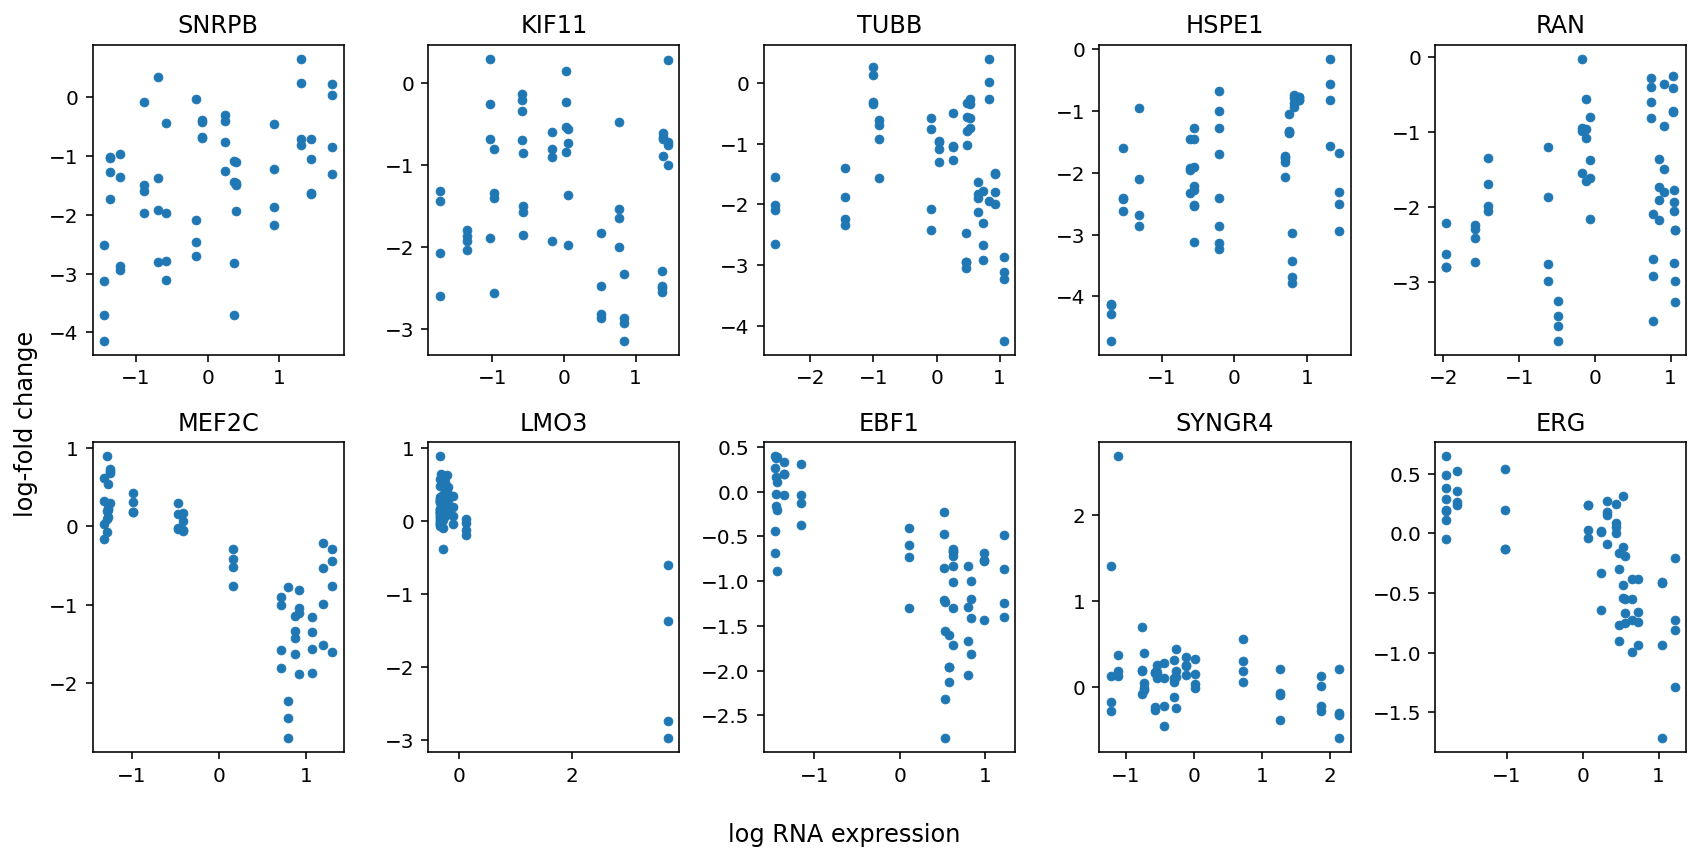 SNRPB KIF11 TUBB HSPE1 RAN
0 −1 −2 −3 −4
−1 0 1
0 −1 −2 −3
−1 0 1
0 −1 −2 −3 −4
−2 −1 0 1
0 −1 −2 −3 −4
−1 0 1
0 −1 −2 −3
−2 −1 0 1
log-fold change
MEF2C LMO3 EBF1 SYNGR4 ERG
1 0 −1 −2
−1 0 1
1 0 −1 −2 −3
0 2
0.5 0.0 −0.5 −1.0 −1.5 −2.0 −2.5
−1 0 1
2 1 0
−1 0 1 2
0.5 0.0 −0.5 −1.0 −1.5
−1 0 1
log RNA expression